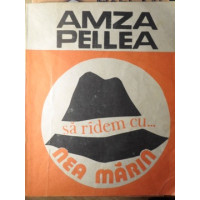 AMZA
PELLEA
să rîdem cu...
NEA MĂRIN